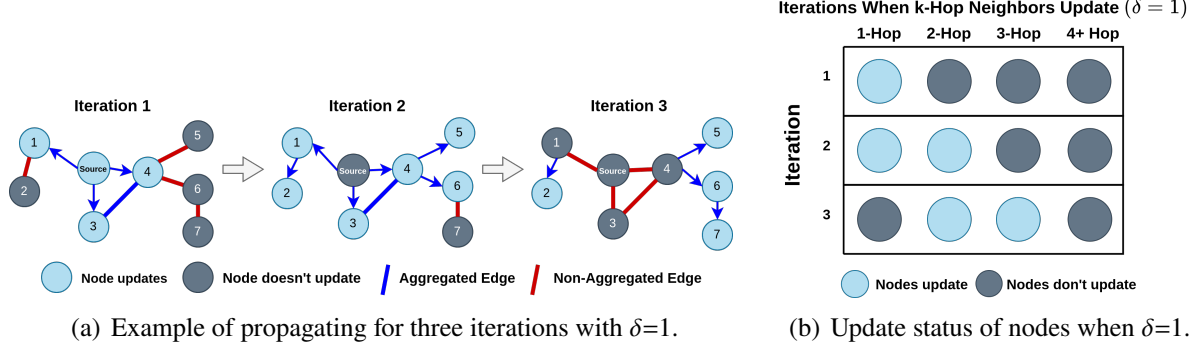 Iteration 1
1
2
Source
3
4
5
6
7
Iteration 2
1
2
Source
3
4
5
6
7
Iteration 3
1
2
Source
3
4
5
6
7
Node updates
Node doesn't update
Aggregated Edge
Non-Aggregated Edge
(a) Example of propagating for three iterations with δ=1.
Iterations When k-Hop Neighbors Update (δ = 1)
1-Hop 2-Hop 3-Hop 4+ Hop
Iteration
1
2
3
Nodes update
Nodes don't update
(b) Update status of nodes when δ=1.